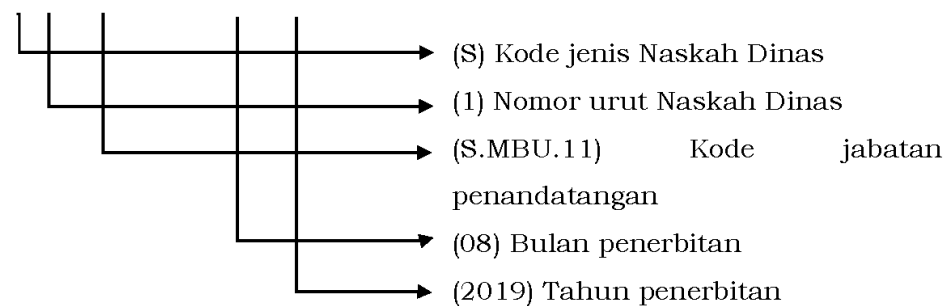 (S) Kode jenis Naskah Dinas
(1) Nomor urut Naskah Dinas
(S.MBU.11) Kode jabatan
penandatangan
(08) Bulan penerbitan
(2019) Tahun penerbitan